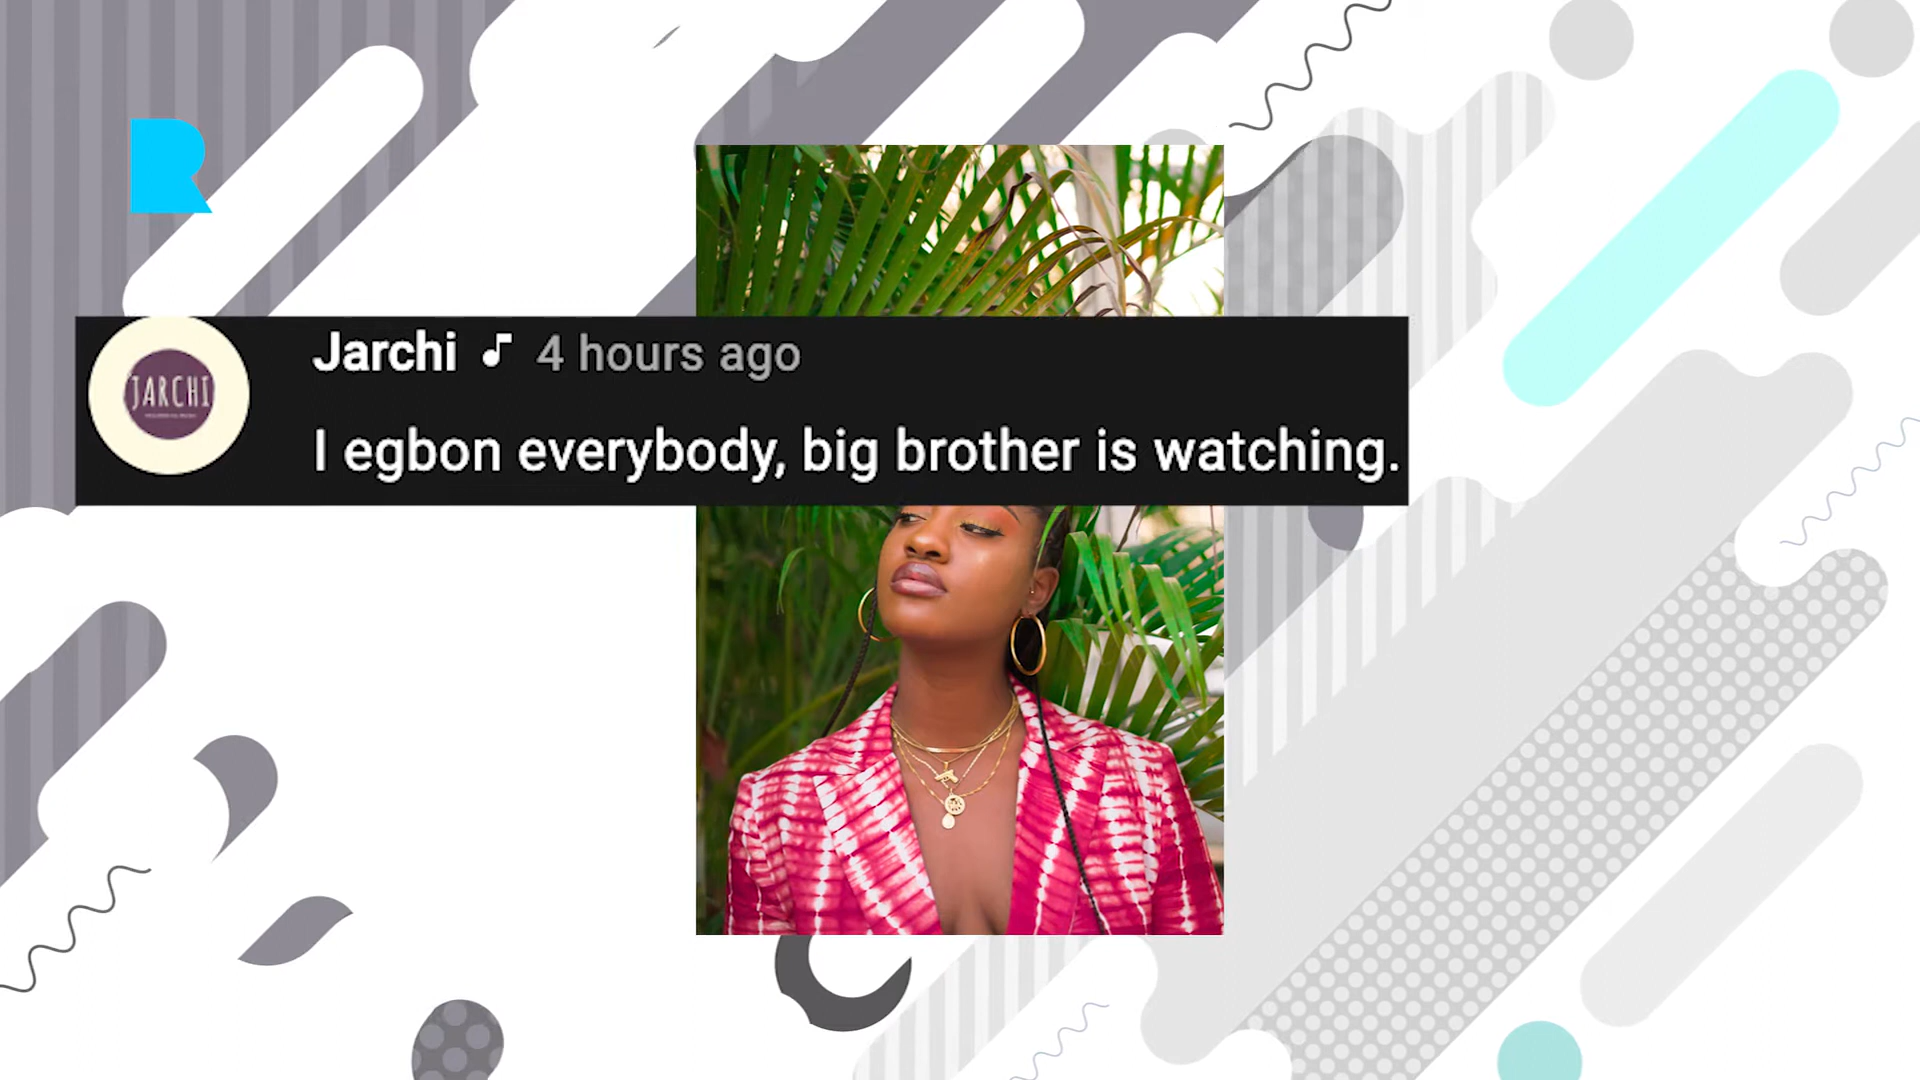 R
JARCHI
Jarchi 4 hours ago
I egbon everybody, big brother is watching.